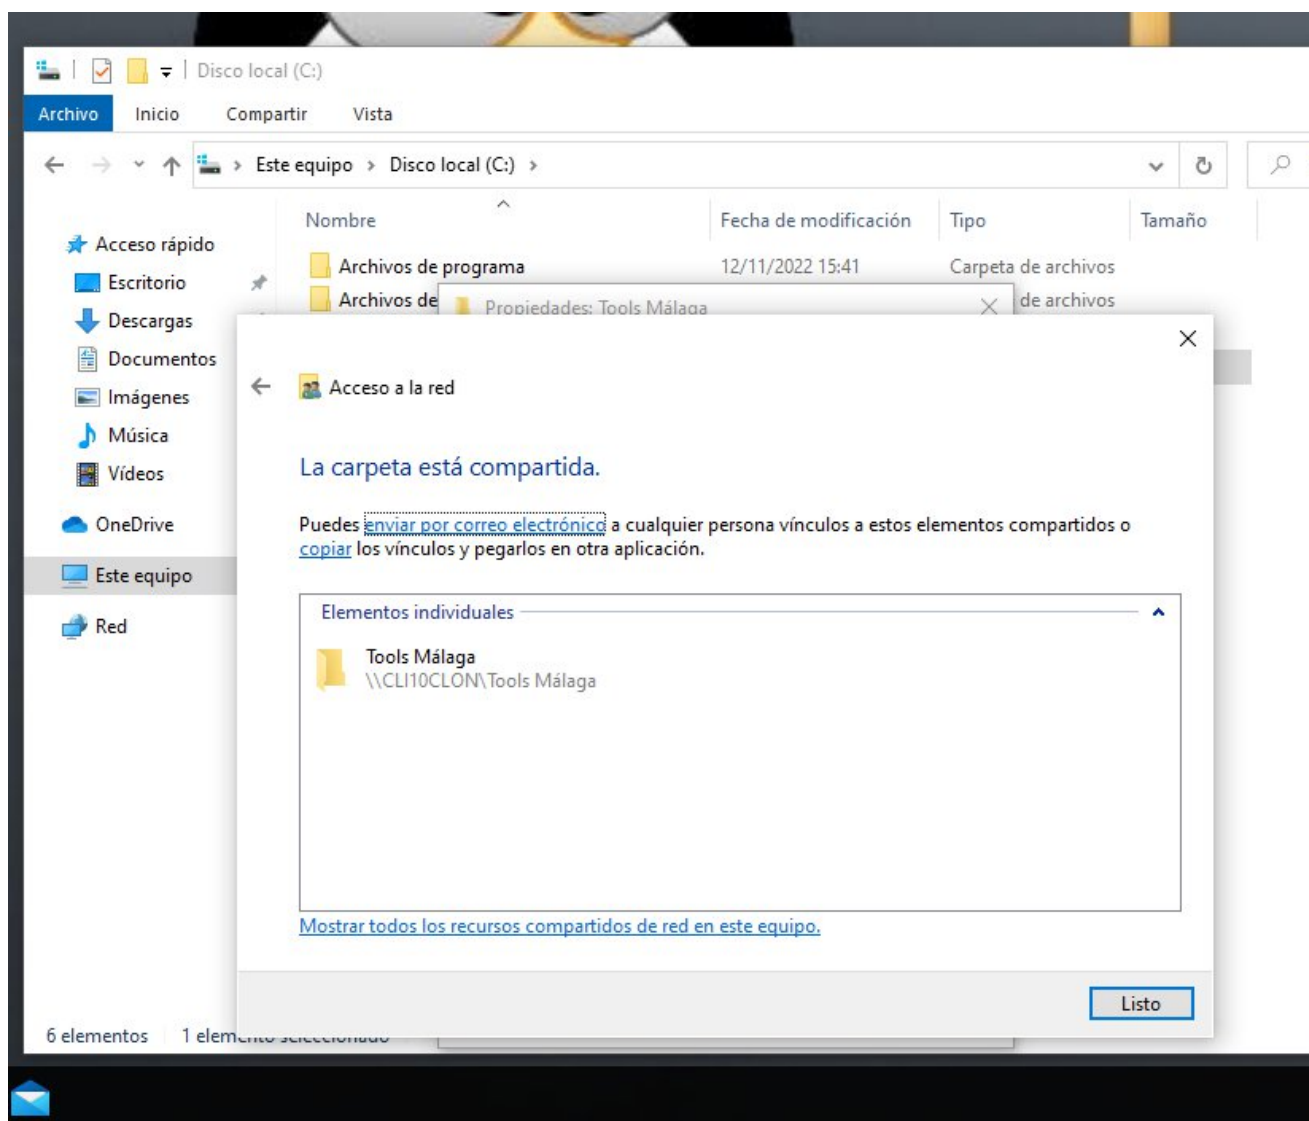 Disco local (C:)
Archivo Inicio Compartir Vista
Este equipo > Disco local (C:) >
Nombre Fecha de modificación Tipo Tamaño
Acceso rápido
Escritorio
Descargas
Documentos
Imágenes
Música
Vídeos
OneDrive
Este equipo
Red
Archivos de programa 12/11/2022 15:41 Carpeta de archivos
Archivos de de archivos
Propiedades: Tools Málaga
Acceso a la red
La carpeta está compartida.
Puedes enviar por correo electrónico a cualquier persona vínculos a estos elementos compartidos o
copiar los vínculos y pegarlos en otra aplicación.
Elementos individuales
Tools Málaga
\\CLI10CLON\Tools Málaga
Mostrar todos los recursos compartidos de red en este equipo.
Listo
6 elementos 1 elemento seleccionado